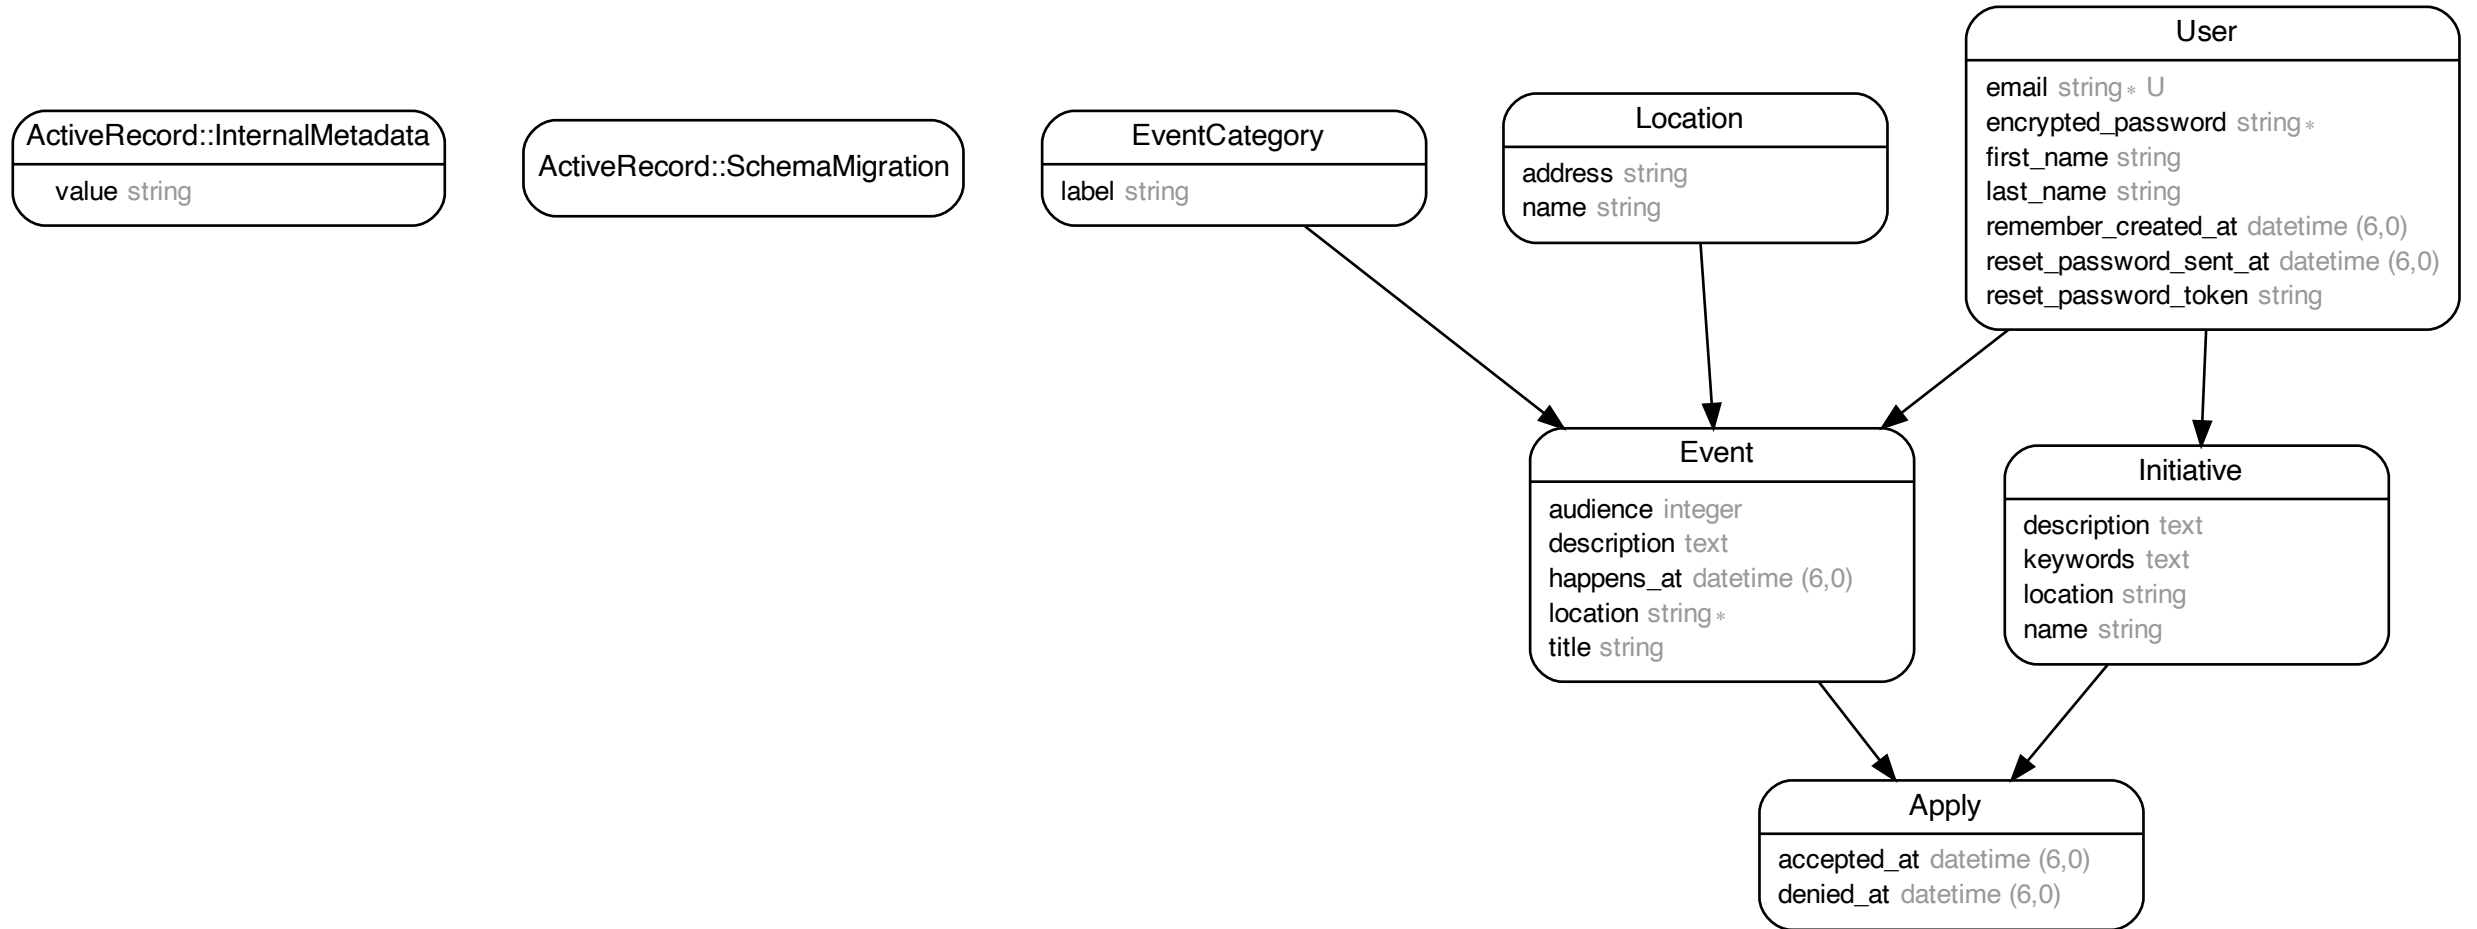 ActiveRecord::InternalMetadata
value string
ActiveRecord::SchemaMigration
EventCategory
label string
Location
address string
name string
User
email string* U
encrypted_password string*
first_name string
last_name string
remember_created_at datetime (6,0)
reset_password_sent_at datetime (6,0)
reset_password_token string
Event
audience integer
description text
happens_at datetime (6,0)
location string*
title string
Initiative
description text
keywords text
location string
name string
Apply
accepted_at datetime (6,0)
denied_at datetime (6,0)